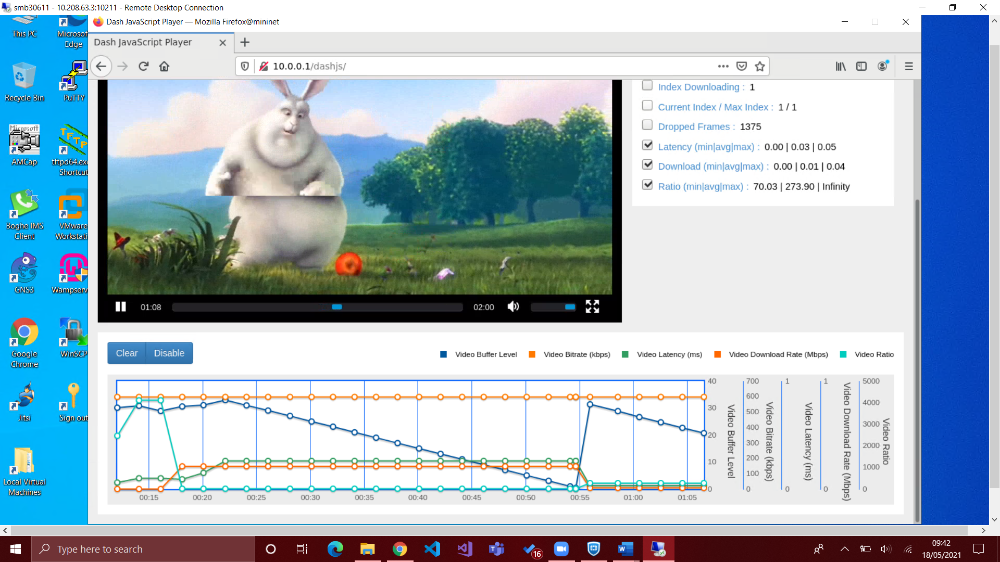 smb30611 - 10.208.63.3:10211 - Remote Desktop Connection
Dash JavaScript Player — Mozilla Firefox@mininet
Dash JavaScript Player
10.0.0.1/dashjs/
This PC
Microsof
Edge
Recycle Bin
PuTTY
Microsoft
AMCap
TFTP
tftpd64.exe
Shortcut
Boghe IMS
Client
VMware
Workstati
GNS3
Wampserv
Google
Chrome
WinSCP
Jitsi
Sign out
Local Virtual
Machines
Index Downloading : 1
Current Index / Max Index : 1 / 1
Dropped Frames : 1375
Latency (min|avg|max) : 0.00 | 0.03 | 0.05
Download (min|avg|max) : 0.00 | 0.01 | 0.04
Ratio (min|avg|max) : 70.03 | 273.90 | Infinity
01:08
02:00
Clear
Disable
Video Buffer Level
Video Bitrate (kbps)
Video Latency (ms)
Video Download Rate (Mbps)
Video Ratio
40
30
20
10
0
Video Buffer Level
700
600
500
400
300
200
100
0
Video Bitrate (kbps)
1
0
Video Latency (ms)
1
0
Video Download Rate (Mbps)
5000
4000
3000
2000
1000
0
Video Ratio
00:15
00:20
00:25
00:30
00:35
00:40
00:45
00:50
00:55
01:00
01:05
Type here to search
16
09:42
18/05/2021